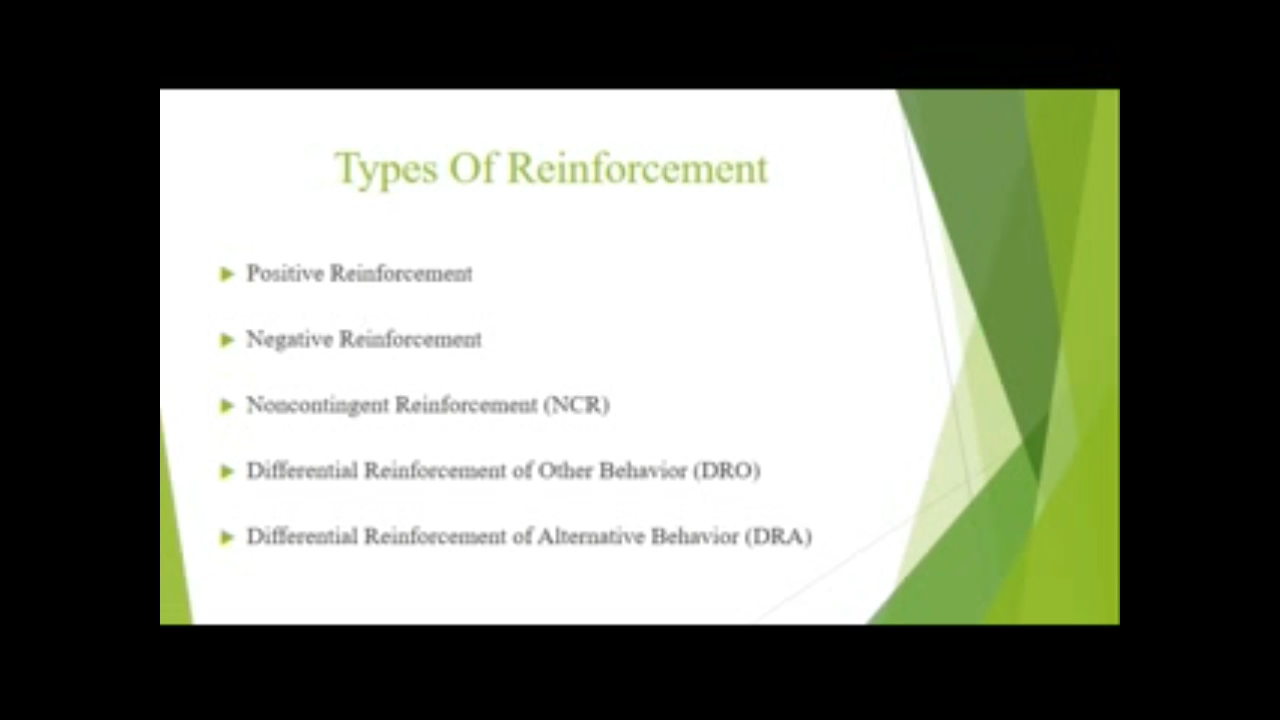 Types Of Reinforcement
Positive Reinforcement
Negative Reinforcement
Noncontingent Reinforcement (NCR)
Differential Reinforcement of Other Behavior (DRO)
Differential Reinforcement of Alternative Behavior (DRA)